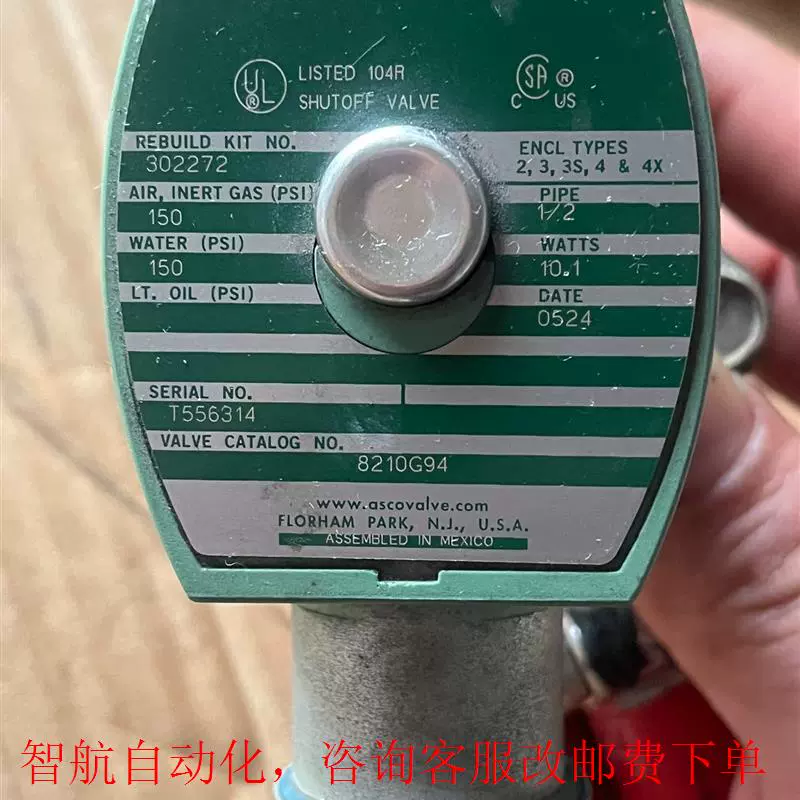 UL ® LISTED 104R
SHUTOFF VALVE
C SA ® US
REBUILD KIT NO.
302272
ENCL TYPES
2, 3, 3S, 4 & 4X
AIR, INERT GAS (PSI)
150
PIPE
1/2
WATER (PSI)
150
WATTS
10.1
LT. OIL (PSI)
DATE
0524
SERIAL NO.
T556314
VALVE CATALOG NO.
8210G94
www.ascovalve.com
FLORHAM PARK, N.J., U.S.A.
ASSEMBLED IN MEXICO
智航自动化，咨询客服改邮费下单